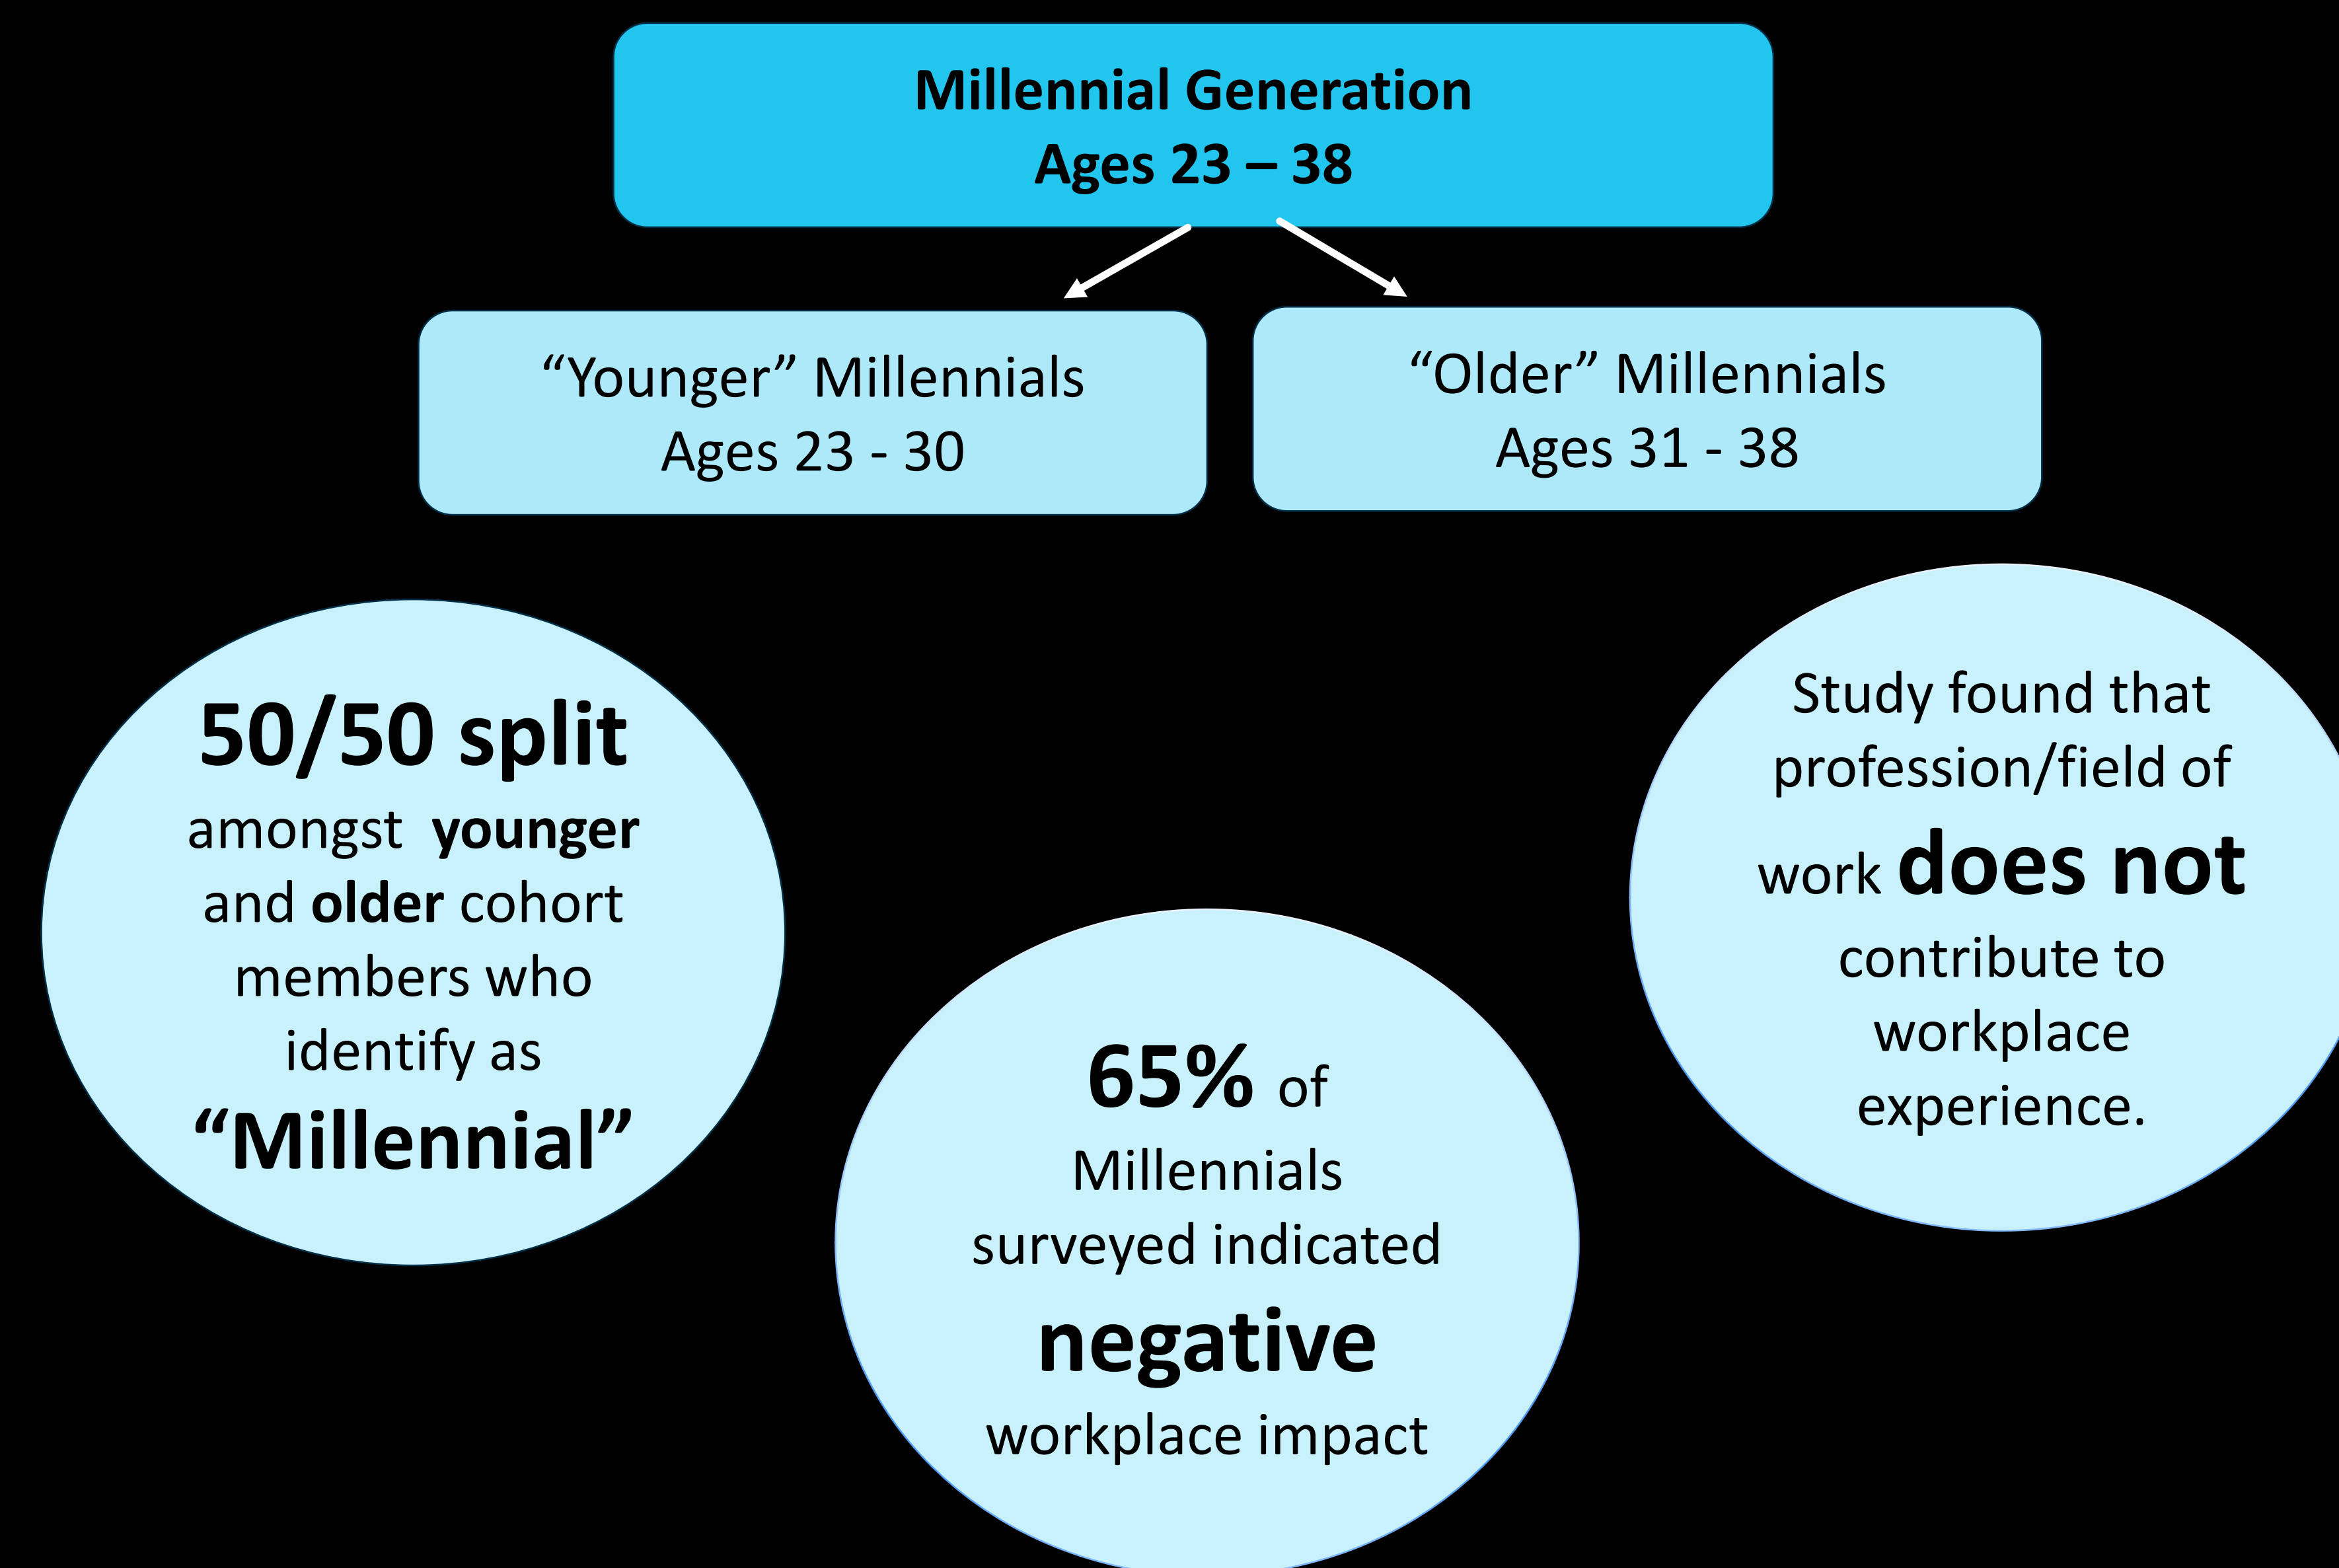 Millennial Generation
Ages 23 – 38
“Younger” Millennials
Ages 23 - 30
“Older” Millennials
Ages 31 - 38
50/50 split
amongst younger
and older cohort
members who
identify as
“Millennial”
65% of
Millennials
surveyed indicated
negative
workplace impact
Study found that
profession/field of
work does not
contribute to
workplace
experience.